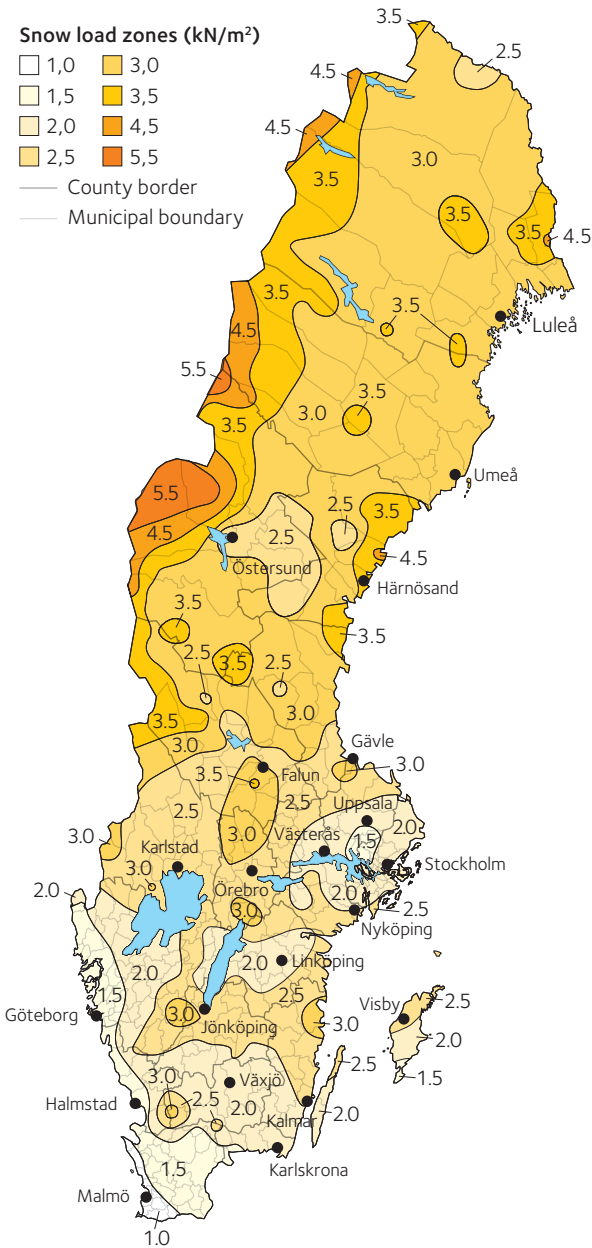 Snow load zones (kN/m²)
1,0 3,0
1,5 3,5
2,0 4,5
2,5 5,5
County border
Municipal boundary
3.5
2.5
4.5
4.5
3.0
3.5
3.5
3.5
4.5
3.5
3.5
Luleå
4.5
5.5
3.5
3.0
3.5
Umeå
5.5
2.5
3.5
2.5
4.5
4.5
Östersund
Härnösand
3.5
3.5
2.5
3.5
2.5
3.5
3.0
3.0
Gävle
3.5
Falun
3.0
2.5
2.5
Uppsala
2.0
3.0
Karlstad
3.0
Västerås
1.5
Stockholm
3.0
Örebro
2.0
2.0
3.0
2.5
Nyköping
2.0
2.0
Linköping
1.5
2.5
Visby
2.5
Göteborg
3.0
Jönköping
3.0
2.0
2.5
1.5
3.0
Växjö
Halmstad
2.5
2.0
2.0
Kalmar
1.5
Karlskrona
Malmö
1.0